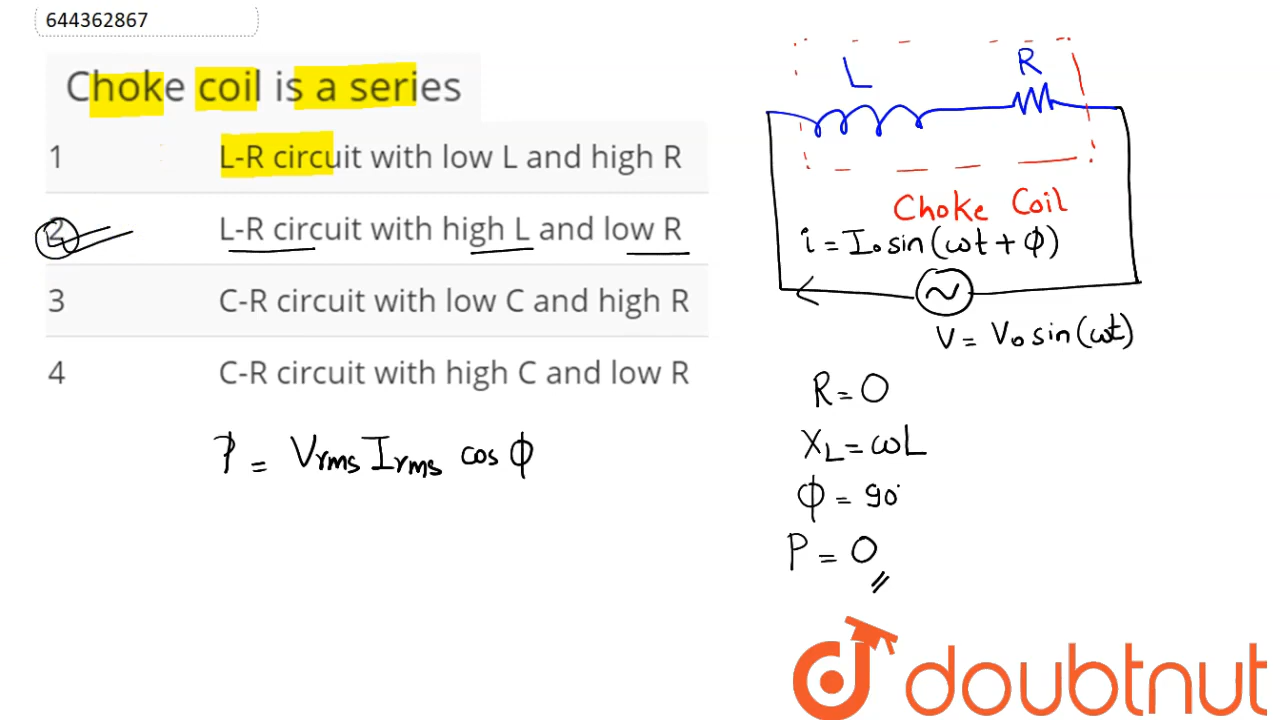 644362867
Choke coil is a series
1 L-R circuit with low L and high R
2 L-R circuit with high L and low R
3 C-R circuit with low C and high R
4 C-R circuit with high C and low R
P = Vrms Irms cos ϕ
L R
Choke Coil
i = I₀ sin(ωt + ϕ)
V = V₀ sin(ωt)
R = 0
X_L = ωL
ϕ = 90°
P = 0
doubtnut